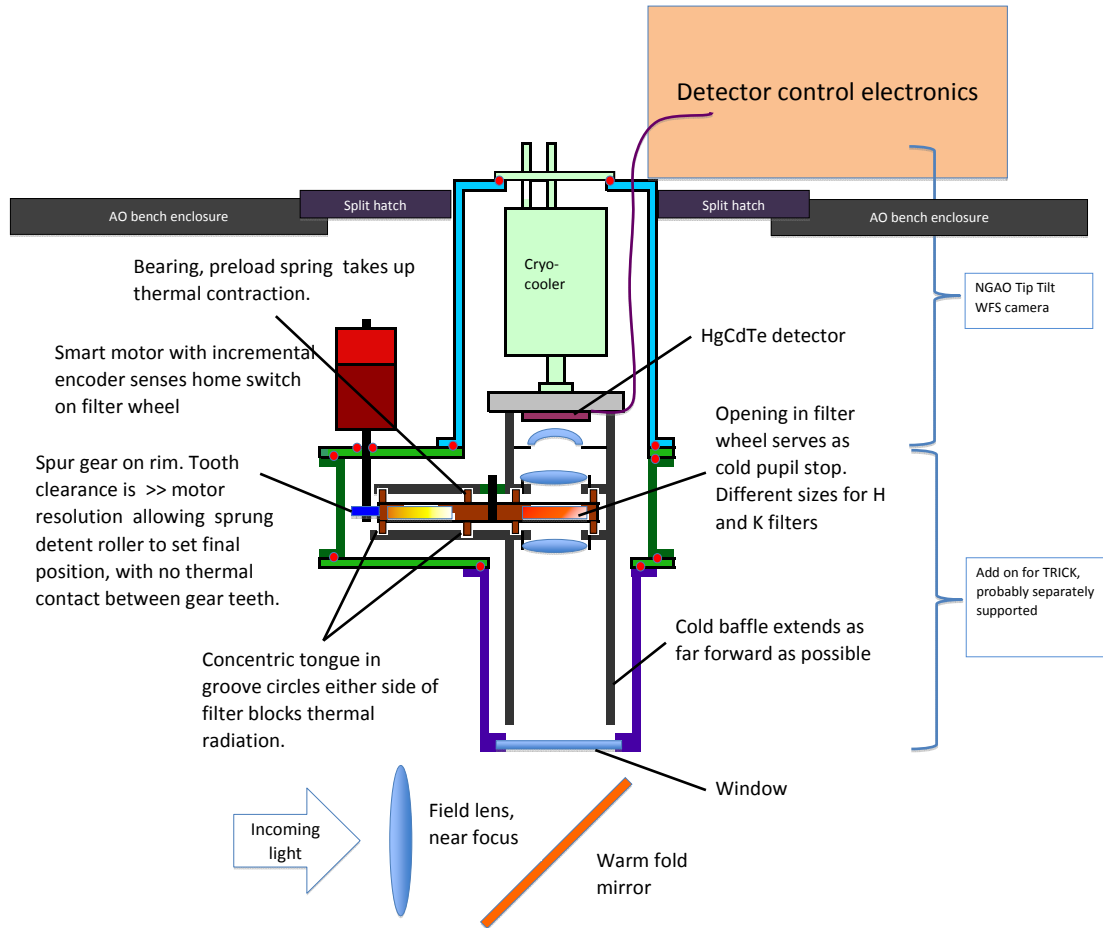 Detector control electronics
AO bench enclosure
Split hatch
Split hatch
AO bench enclosure
Bearing, preload spring takes up
thermal contraction.
Cryo-
cooler
NGAO Tip Tilt
WFS camera
HgCdTe detector
Smart motor with incremental
encoder senses home switch
on filter wheel
Opening in filter
wheel serves as
cold pupil stop.
Different sizes for H
and K filters
Spur gear on rim. Tooth
clearance is >> motor
resolution allowing sprung
detent roller to set final
position, with no thermal
contact between gear teeth.
Add on for TRICK,
probably separately
supported
Cold baffle extends as
far forward as possible
Concentric tongue in
groove circles either side of
filter blocks thermal
radiation.
Window
Field lens,
near focus
Incoming
light
Warm fold
mirror